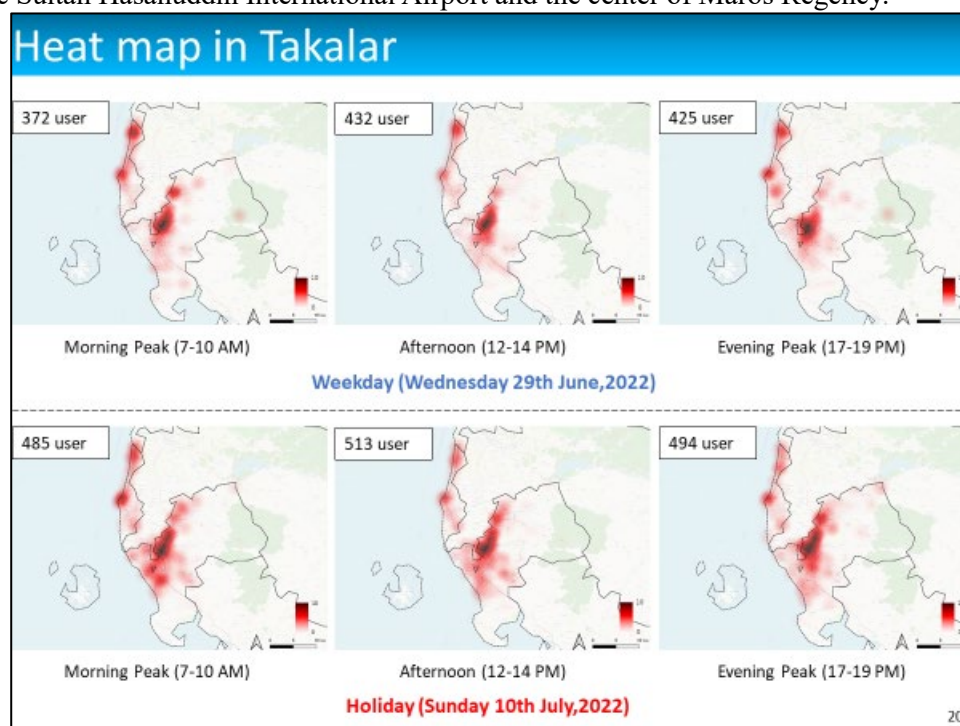 Sultan Hasanuddin International Airport and the center of Maros Regency.
Heat map in Takalar
372 user
432 user
425 user
Morning Peak (7-10 AM)
Afternoon (12-14 PM)
Evening Peak (17-19 PM)
Weekday (Wednesday 29th June,2022)
485 user
513 user
494 user
Morning Peak (7-10 AM)
Afternoon (12-14 PM)
Evening Peak (17-19 PM)
Holiday (Sunday 10th July,2022)
20